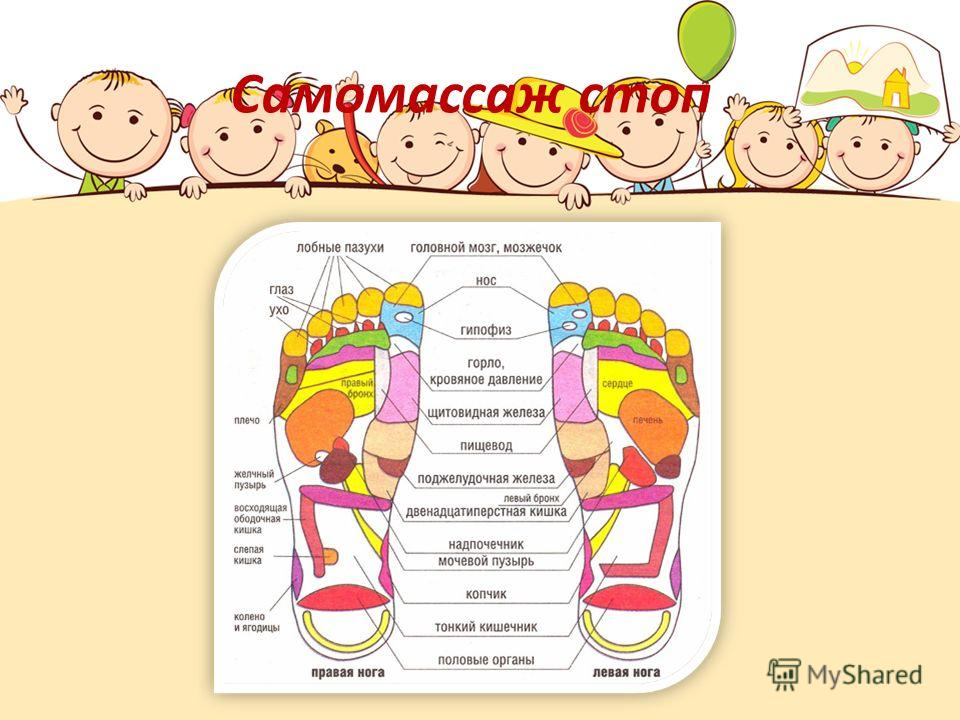 Самомассаж стоп
лобные пазухи
головной мозг, мозжечок
глаз
ухо
нос
гипофиз
горло,
кровяное давление
правый
бронх
сердце
щитовидная железа
плечо
печень
пищевод
желчный
пузырь
поджелудочная железа
левый бронх
двенадцатиперстная кишка
восходящая
ободочная
кишка
надпочечник
слепая
кишка
мочевой пузырь
копчик
колено
и ягодицы
тонкий кишечник
половые органы
правая нога
левая нога
MyShared